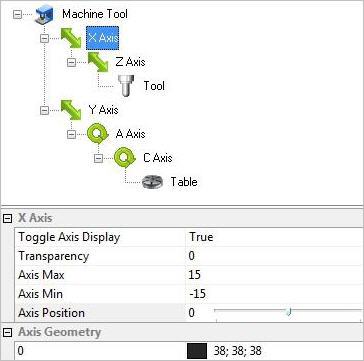 Machine Tool
X Axis
Z Axis
Tool
Y Axis
A Axis
C Axis
Table
X Axis
Toggle Axis Display True
Transparency 0
Axis Max 15
Axis Min -15
Axis Position 0
Axis Geometry
0 38; 38; 38